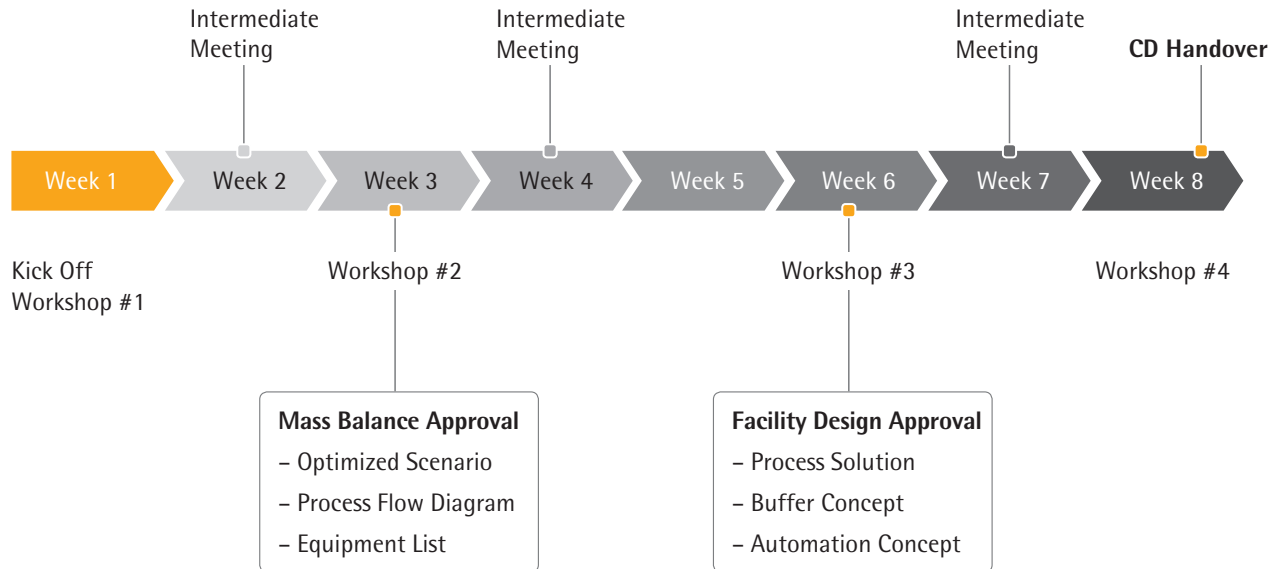 Intermediate
Meeting
Intermediate
Meeting
Intermediate
Meeting
CD Handover
Week 1
Week 2
Week 3
Week 4
Week 5
Week 6
Week 7
Week 8
Kick Off
Workshop #1
Workshop #2
Workshop #3
Workshop #4
Mass Balance Approval
– Optimized Scenario
– Process Flow Diagram
– Equipment List
Facility Design Approval
– Process Solution
– Buffer Concept
– Automation Concept